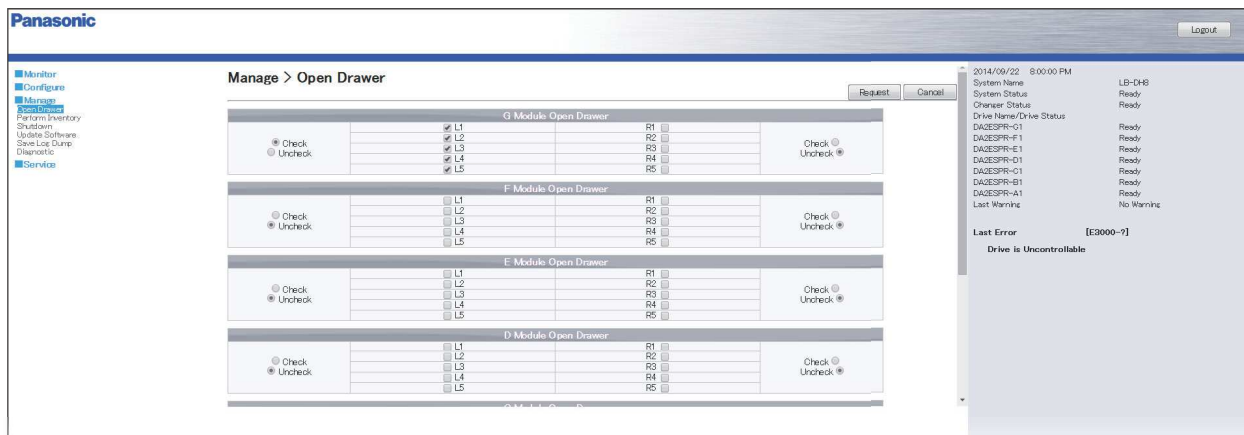 Panasonic
Logout
Monitor
Configure
Manage
Open Drawer
Perform Inventory
Shutdown
Update Software
Save Log Dump
Diagnostic
Service
Manage > Open Drawer
Request Cancel
G Module Open Drawer
Check
Uncheck
L1 R1
L2 R2
L3 R3
L4 R4
L5 R5
Check
Uncheck
F Module Open Drawer
Check
Uncheck
L1 R1
L2 R2
L3 R3
L4 R4
L5 R5
Check
Uncheck
E Module Open Drawer
Check
Uncheck
L1 R1
L2 R2
L3 R3
L4 R4
L5 R5
Check
Uncheck
D Module Open Drawer
Check
Uncheck
L1 R1
L2 R2
L3 R3
L4 R4
L5 R5
Check
Uncheck
2014/09/22 8:00:00 PM
System Name LB-DH8
System Status Ready
Changer Status Ready
Drive Name/Drive Status
DA2ESPR-G1 Ready
DA2ESPR-F1 Ready
DA2ESPR-E1 Ready
DA2ESPR-D1 Ready
DA2ESPR-C1 Ready
DA2ESPR-B1 Ready
DA2ESPR-A1 Ready
Last Warning No Warning
Last Error [E3000-?]
Drive is Uncontrollable